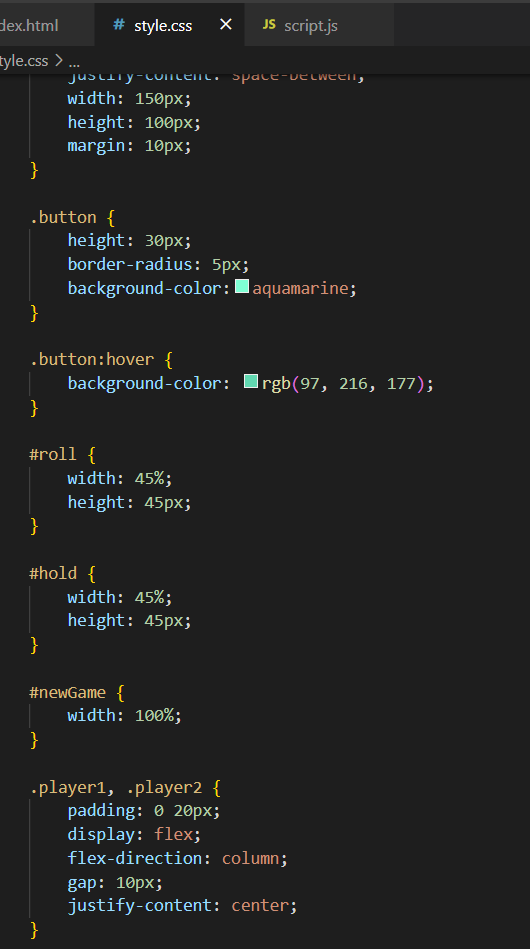 dex.html # style.css × JS script.js
tyle.css > ...
justify-content: space-between;
width: 150px;
height: 100px;
margin: 10px;
}
.button {
height: 30px;
border-radius: 5px;
background-color: aquamarine;
}
.button:hover {
background-color: rgb(97, 216, 177);
}
#roll {
width: 45%;
height: 45px;
}
#hold {
width: 45%;
height: 45px;
}
#newGame {
width: 100%;
}
.player1, .player2 {
padding: 0 20px;
display: flex;
flex-direction: column;
gap: 10px;
justify-content: center;
}